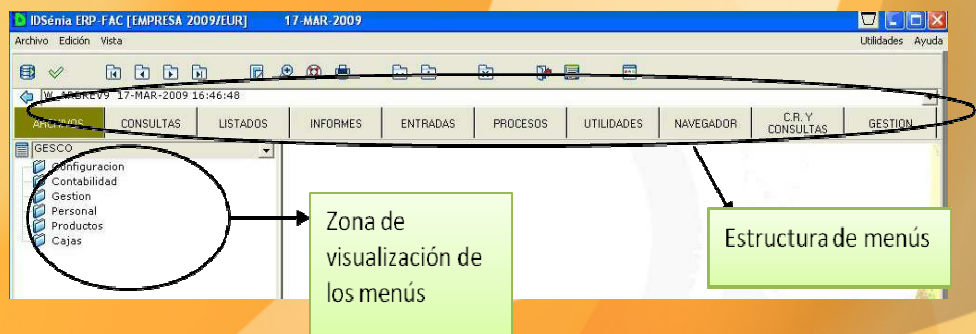 IDSénia ERP-FAC [EMPRESA 2009/EUR] 17-MAR-2009
Archivo Edición Vista Utilidades Ayuda
17-MAR-2009 16:46:48
ARCHIVOS CONSULTAS LISTADOS INFORMES ENTRADAS PROCESOS UTILIDADES NAVEGADOR C.R. Y CONSULTAS GESTION
GESCO
Configuracion
Contabilidad
Gestion
Personal
Productos
Cajas
Zona de
visualización de
los menús
Estructura de menús